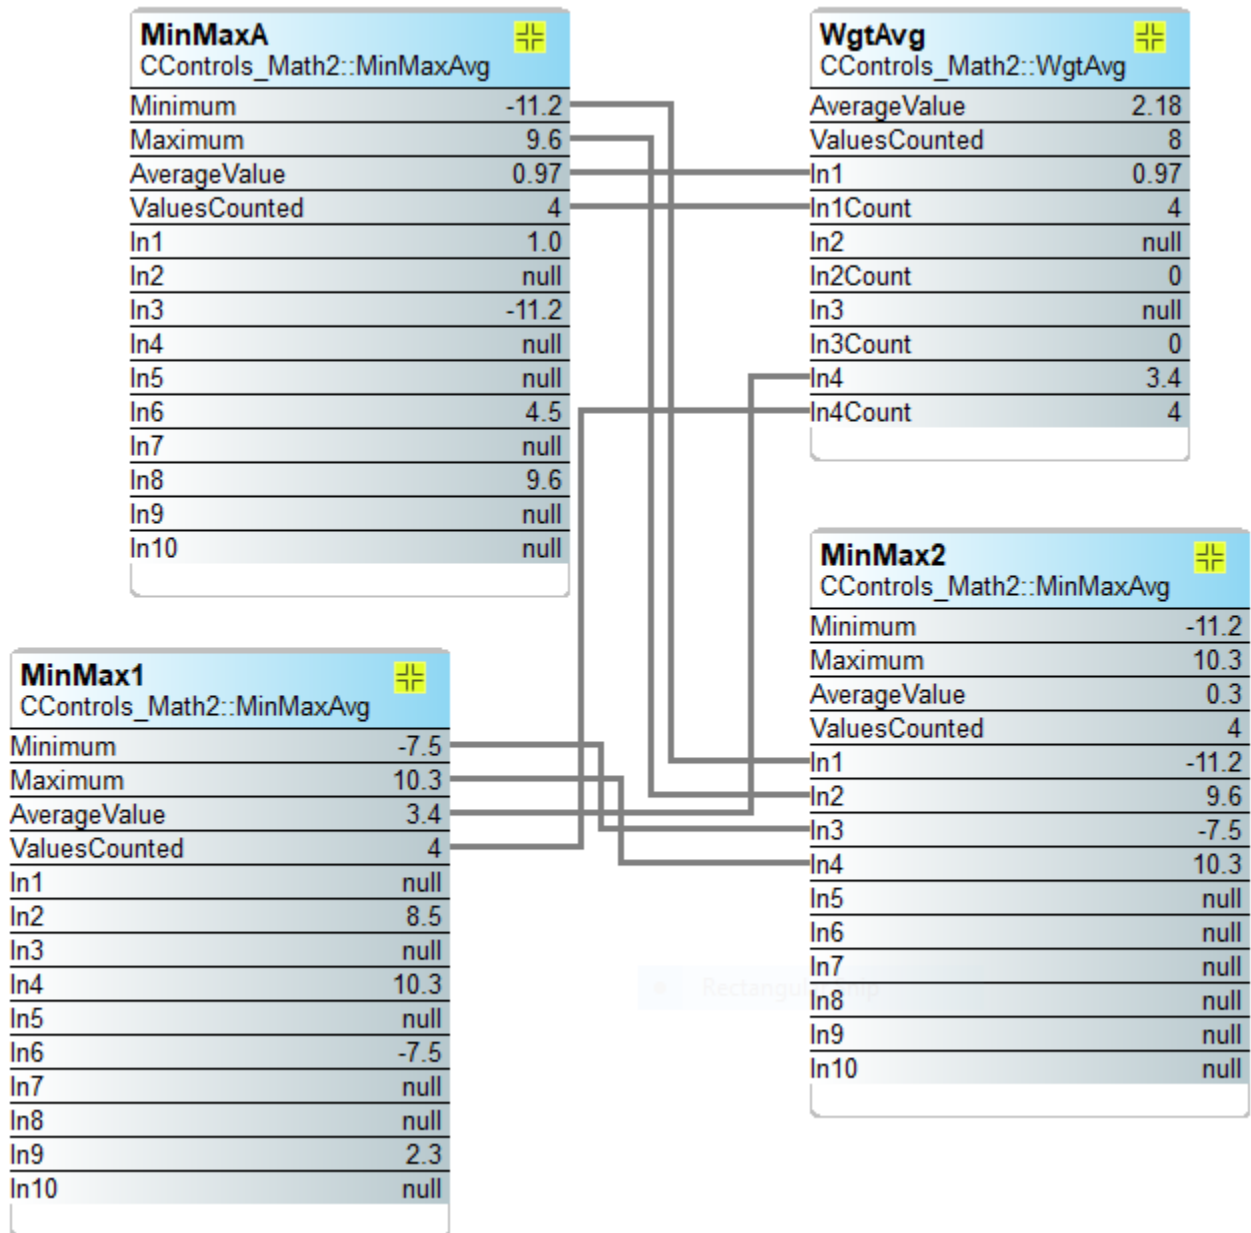 MinMaxA
CControls_Math2::MinMaxAvg
Minimum -11.2
Maximum 9.6
AverageValue 0.97
ValuesCounted 4
In1 1.0
In2 null
In3 -11.2
In4 null
In5 null
In6 4.5
In7 null
In8 9.6
In9 null
In10 null
WgtAvg
CControls_Math2::WgtAvg
AverageValue 2.18
ValuesCounted 8
In1 0.97
In1Count 4
In2 null
In2Count 0
In3 null
In3Count 0
In4 3.4
In4Count 4
MinMax1
CControls_Math2::MinMaxAvg
Minimum -7.5
Maximum 10.3
AverageValue 3.4
ValuesCounted 4
In1 null
In2 8.5
In3 null
In4 10.3
In5 null
In6 -7.5
In7 null
In8 null
In9 2.3
In10 null
MinMax2
CControls_Math2::MinMaxAvg
Minimum -11.2
Maximum 10.3
AverageValue 0.3
ValuesCounted 4
In1 -11.2
In2 9.6
In3 -7.5
In4 10.3
In5 null
In6 null
In7 null
In8 null
In9 null
In10 null